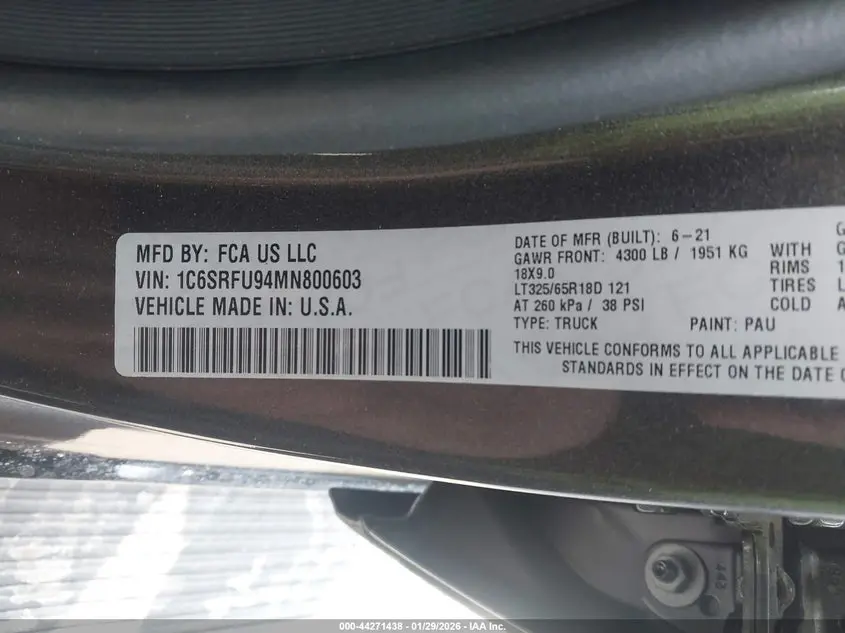 MFD BY: FCA US LLC
VIN: 1C6SRFU94MN800603
VEHICLE MADE IN: U.S.A.
DATE OF MFR (BUILT): 6-21
GAWR FRONT: 4300 LB / 1951 KG WITH
18X9.0 RIMS
LT325/65R18D 121 TIRES
AT 260 kPa / 38 PSI COLD
TYPE: TRUCK PAINT: PAU
THIS VEHICLE CONFORMS TO ALL APPLICABLE
STANDARDS IN EFFECT ON THE DATE
443
000-44271438 - 01/29/2026 - IAA Inc.